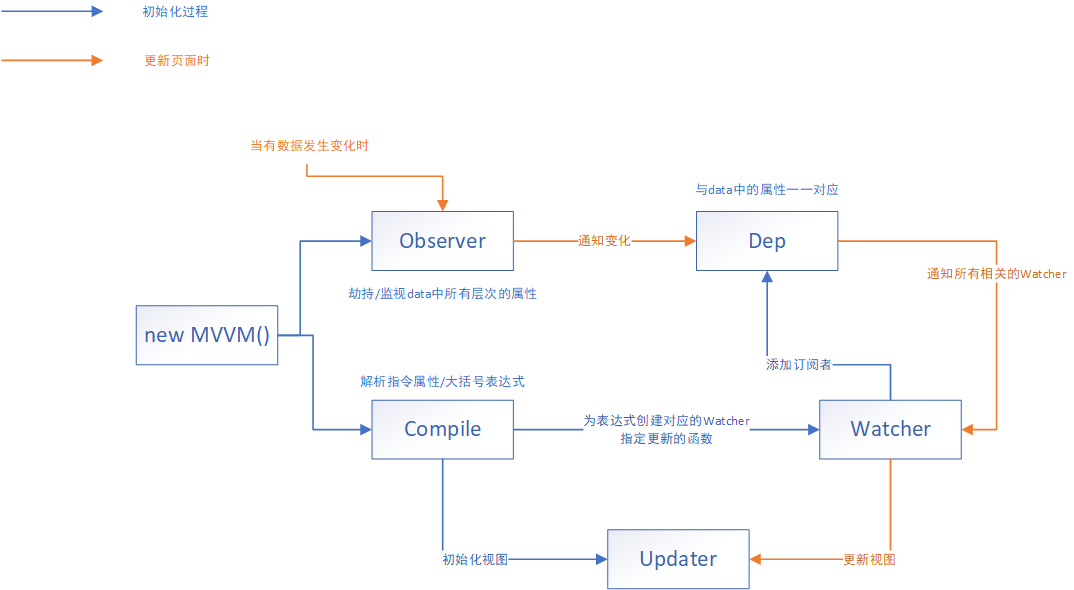 初始化过程
更新页面时
当有数据发生变化时
与data中的属性一一对应
Observer
通知变化
Dep
通知所有相关的Watcher
劫持/监视data中所有层次的属性
new MVVM()
添加订阅者
解析指令属性/大括号表达式
Compile
为表达式创建对应的Watcher
指定更新的函数
Watcher
初始化视图
Updater
更新视图